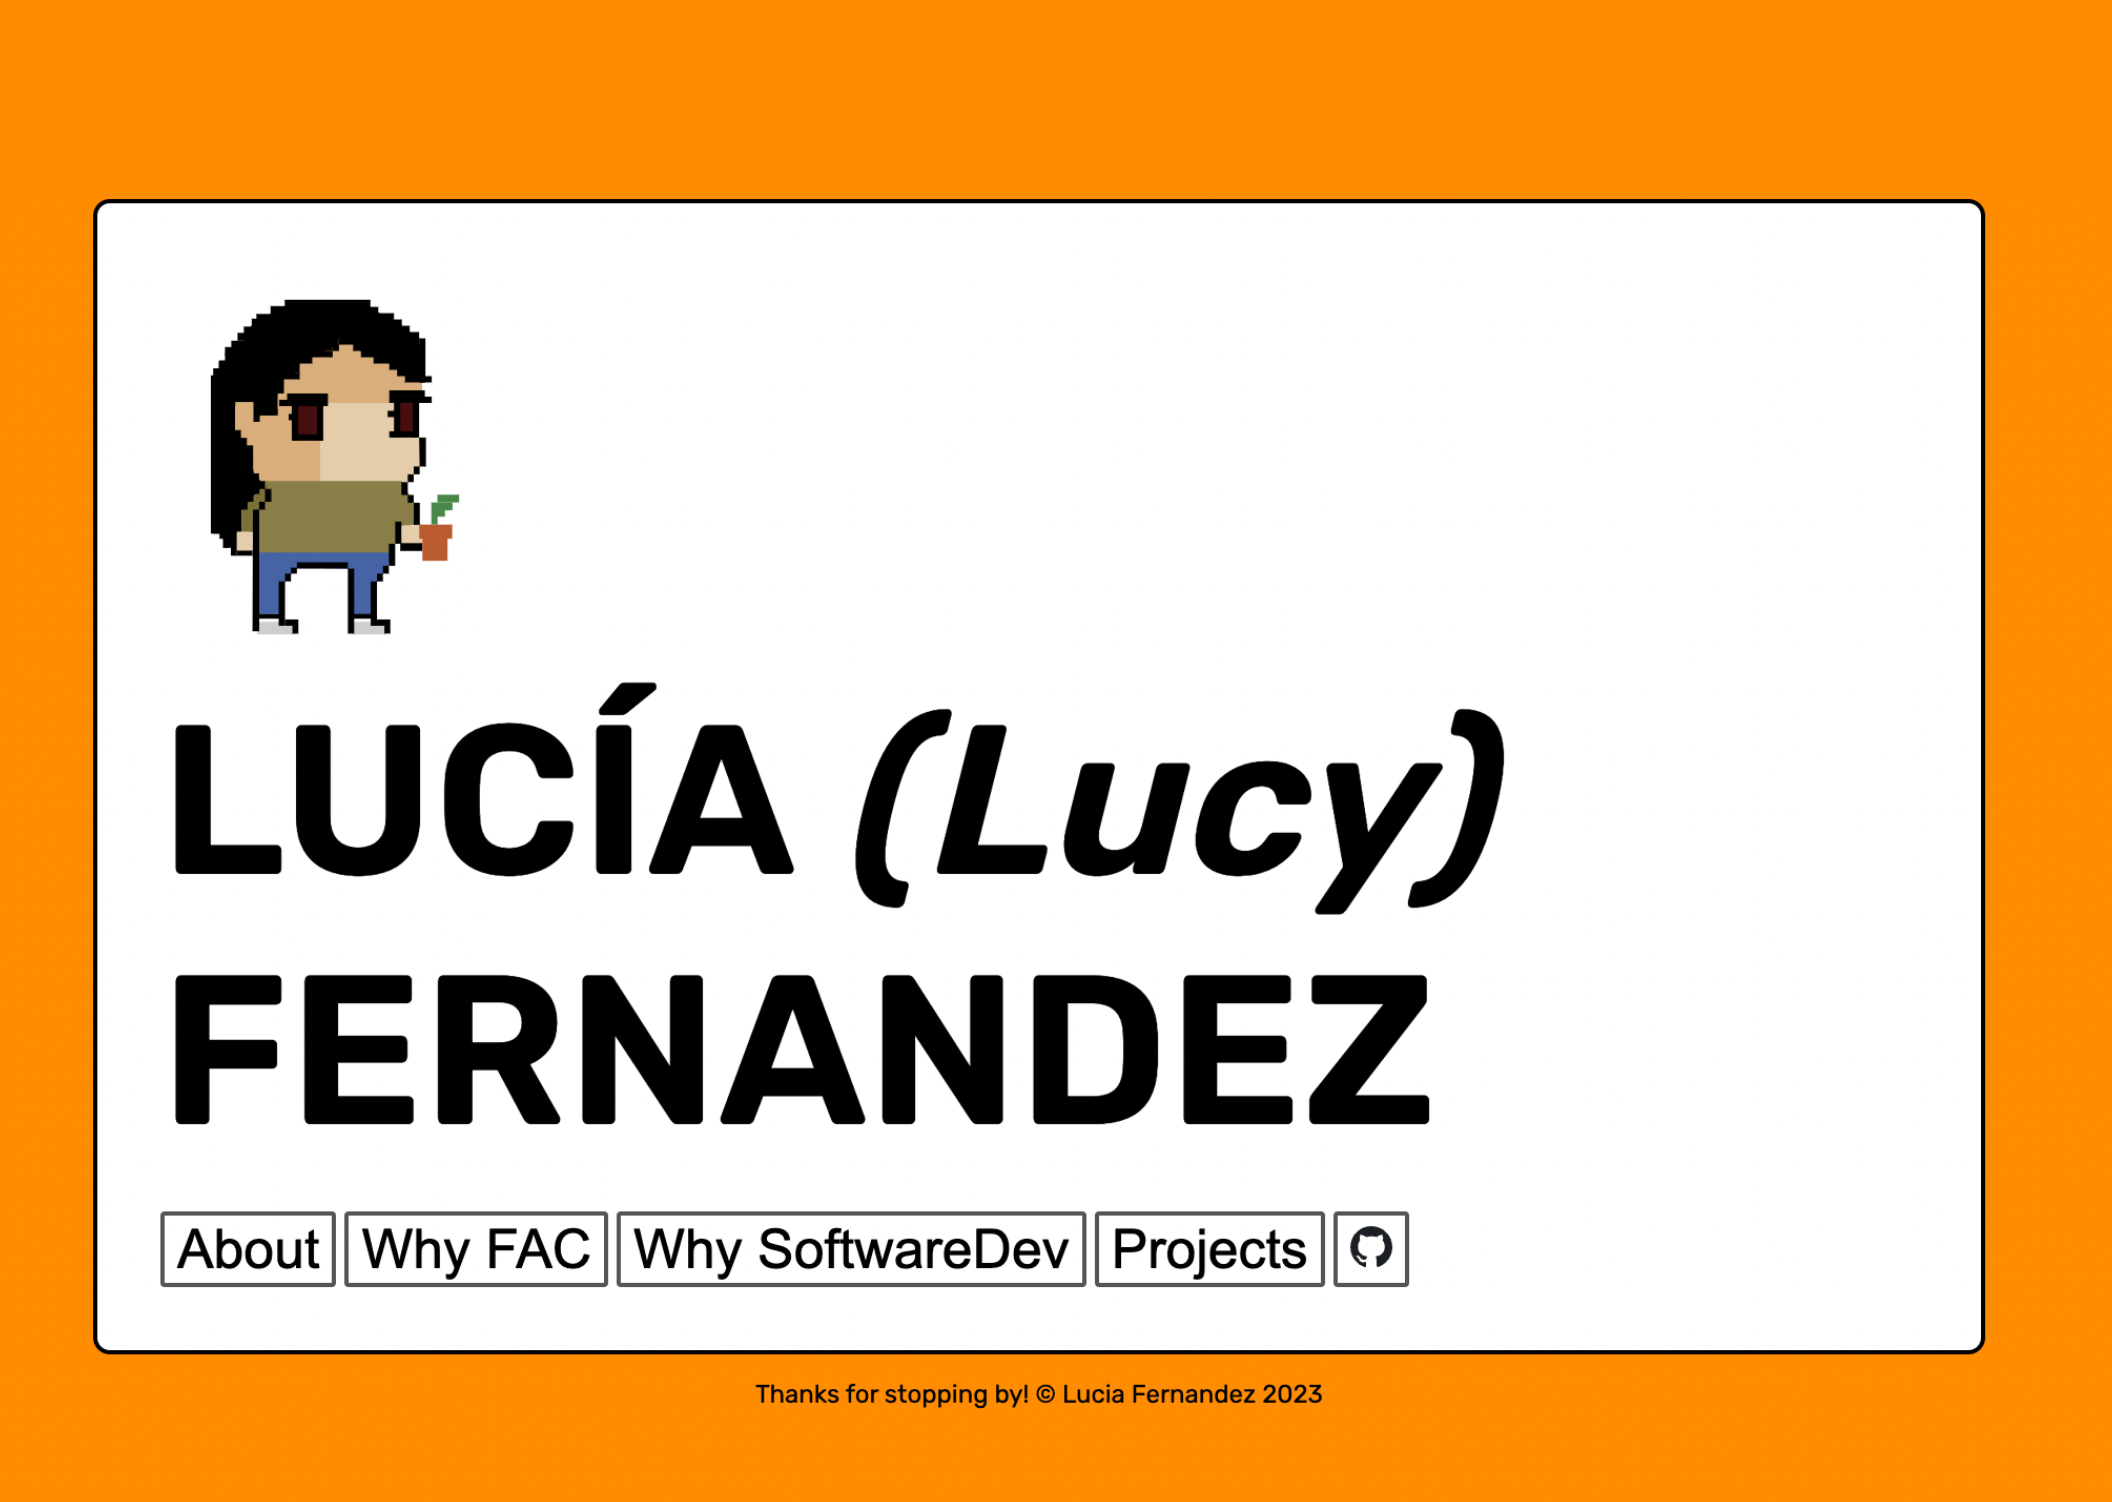 LUCÍA (Lucy)
FERNANDEZ
About Why FAC Why SoftwareDev Projects
Thanks for stopping by! © Lucia Fernandez 2023